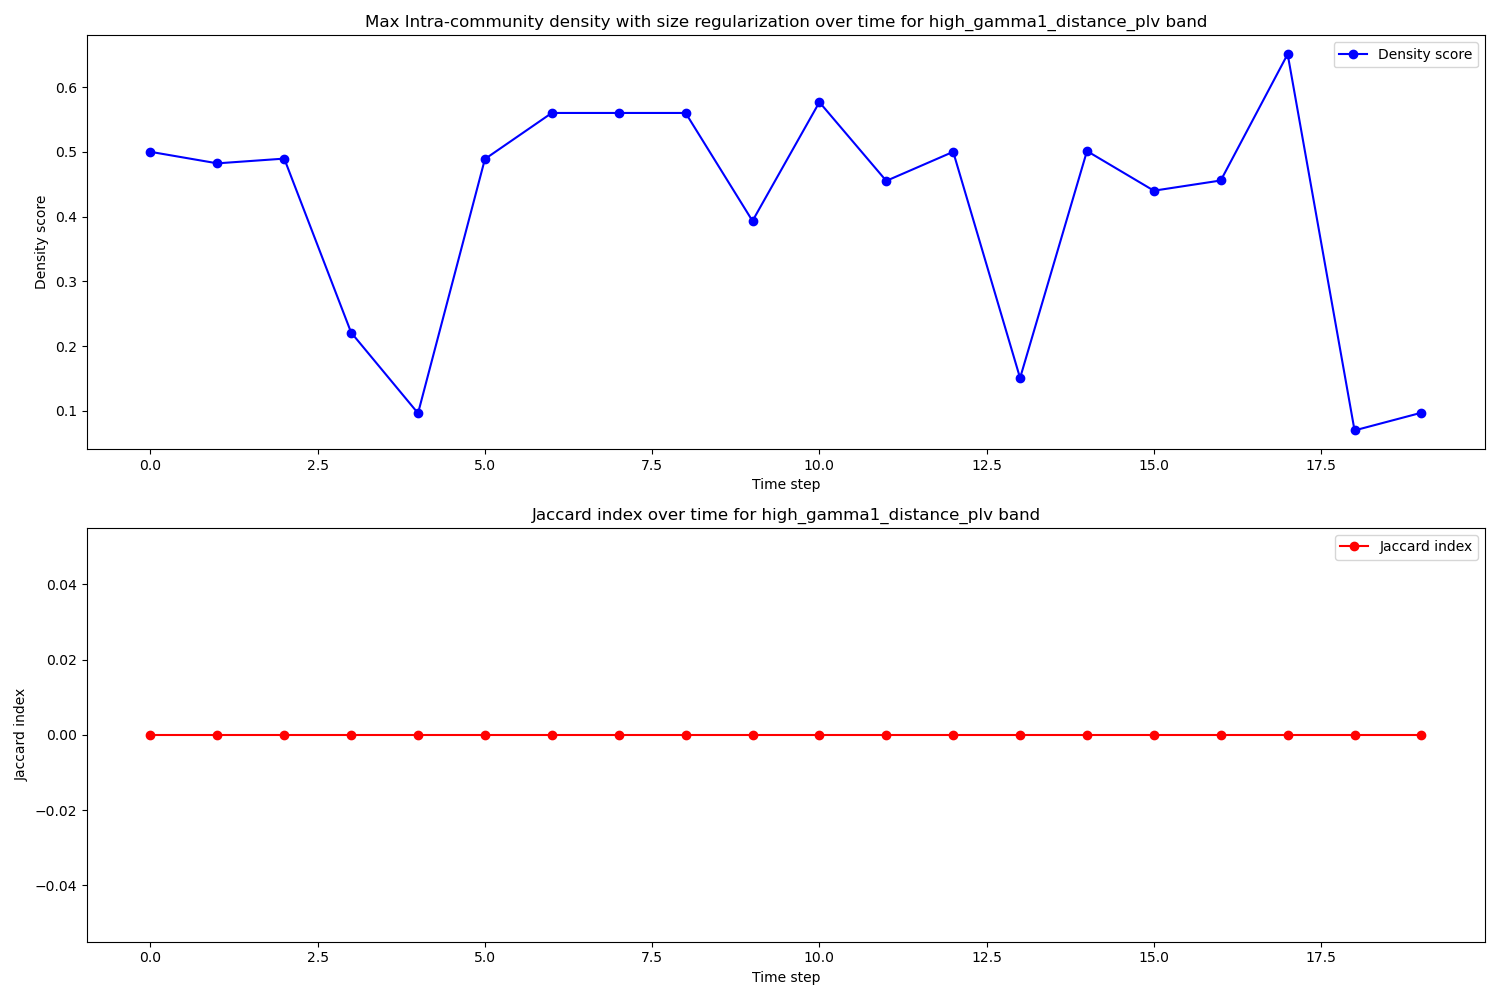 Max Intra-community density with size regularization over time for high_gamma1_distance_plv band
Density score
Density score
0.6
0.5
0.4
0.3
0.2
0.1
0.0 2.5 5.0 7.5 10.0 12.5 15.0 17.5
Time step
Jaccard index over time for high_gamma1_distance_plv band
Jaccard index
Jaccard index
0.04
0.02
0.00
−0.02
−0.04
0.0 2.5 5.0 7.5 10.0 12.5 15.0 17.5
Time step